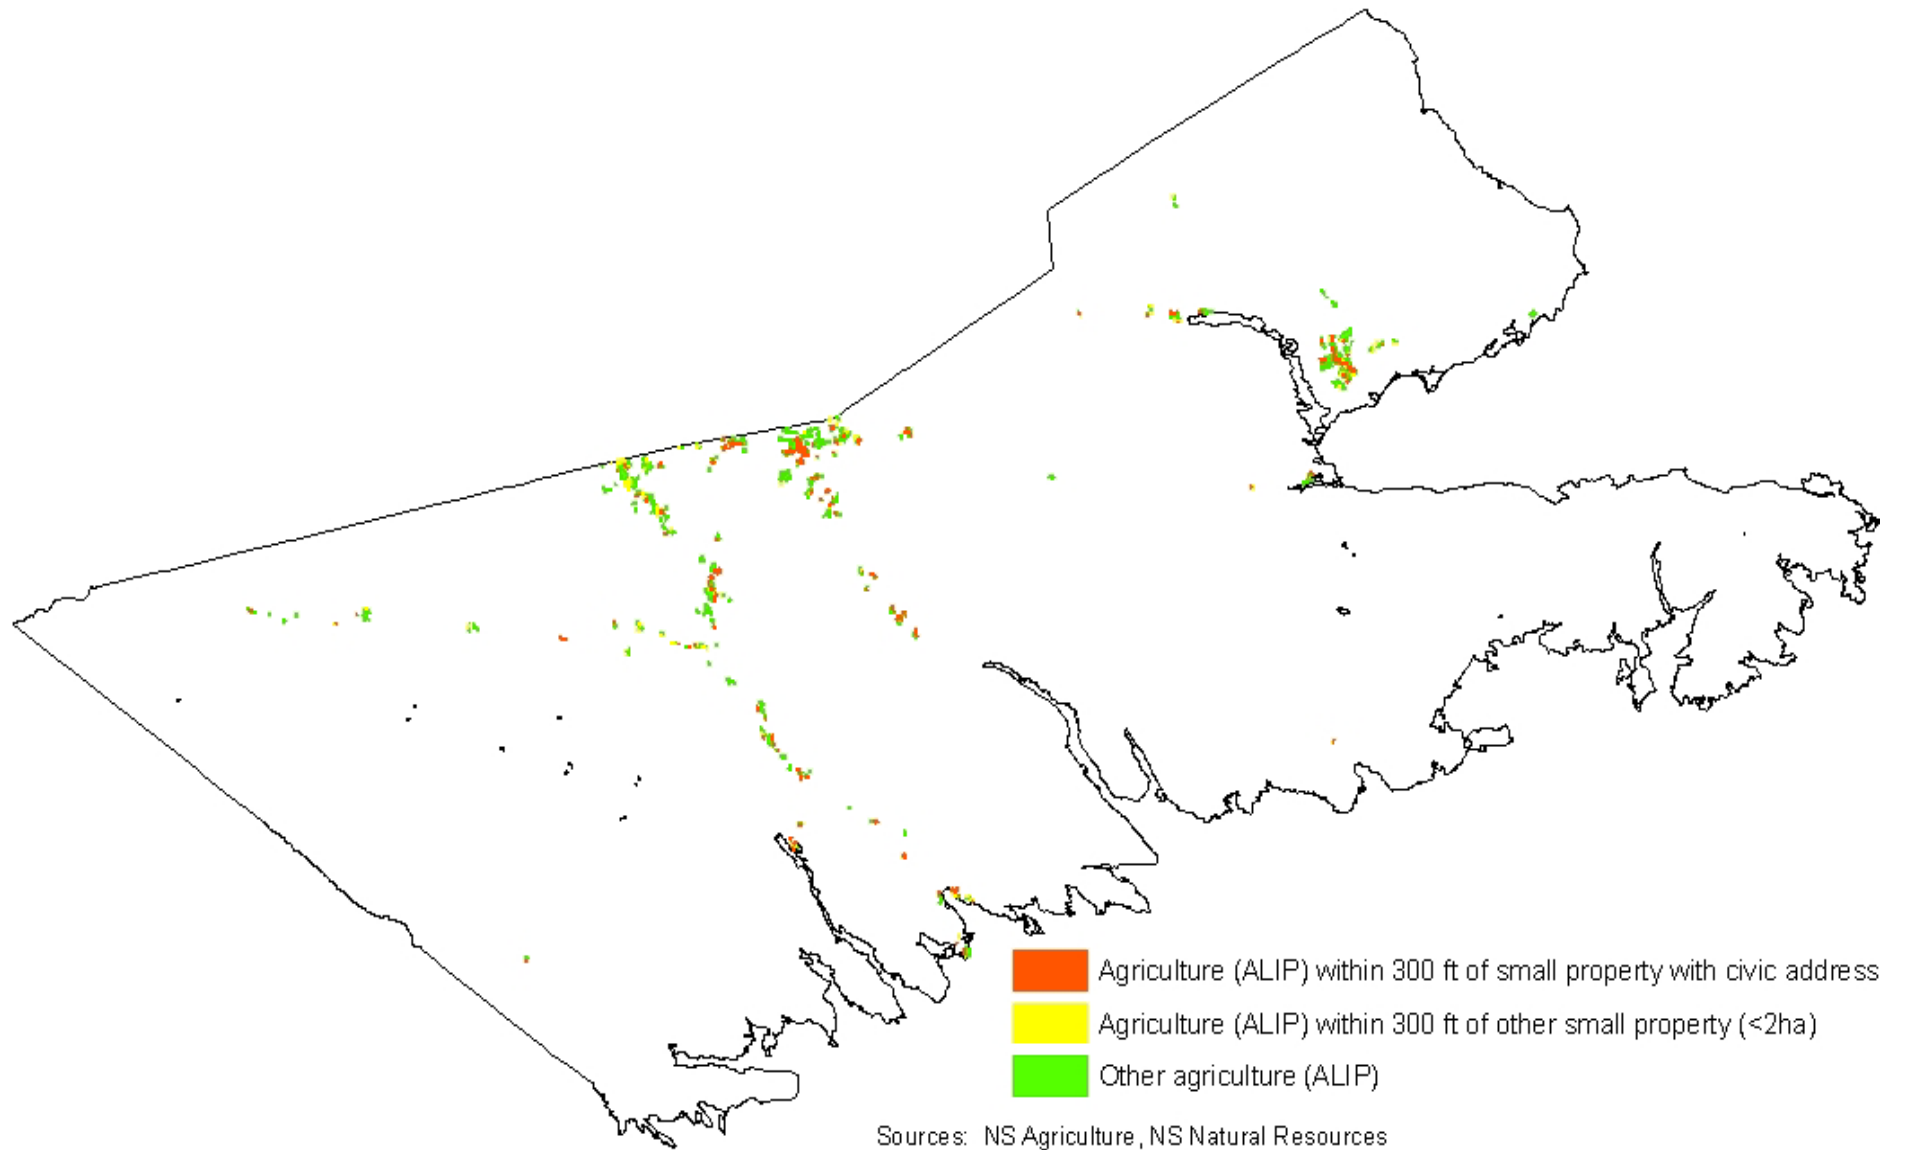 Agriculture (ALIP) within 300 ft of small property with civic address
Agriculture (ALIP) within 300 ft of other small property (<2ha)
Other agriculture (ALIP)
Sources: NS Agriculture, NS Natural Resources